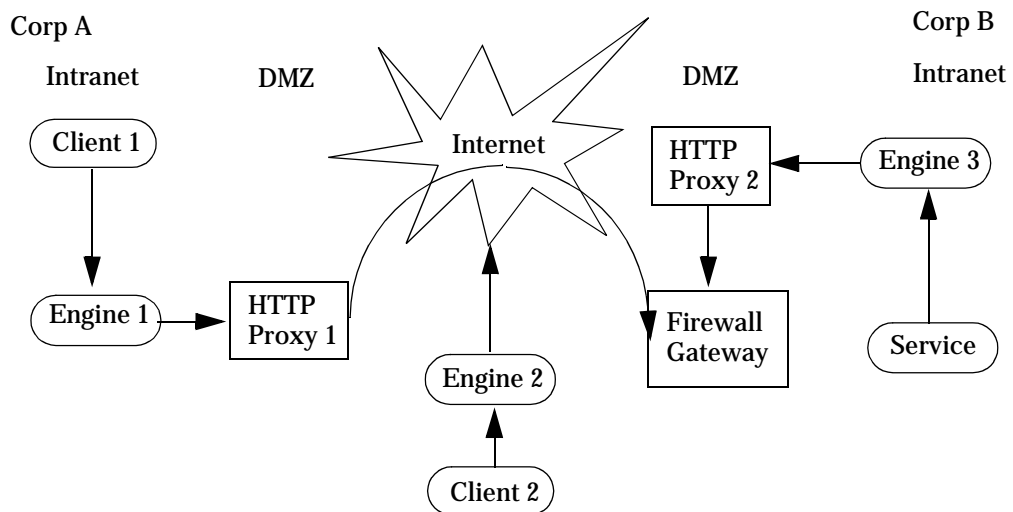 Corp A
Corp B
Intranet
DMZ
DMZ
Intranet
Client 1
Internet
HTTP
Proxy 2
Engine 3
Engine 1
HTTP
Proxy 1
Firewall
Gateway
Service
Engine 2
Client 2